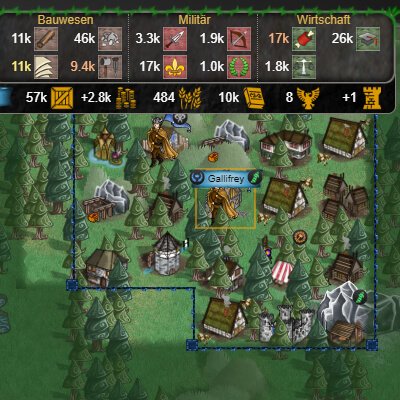 Bauwesen Militär Wirtschaft
11k 46k 3.3k 1.9k 17k 26k
11k 9.4k 17k 1.0k 1.8k
57k +2.8k 484 10k 8 +1
Gallifrey